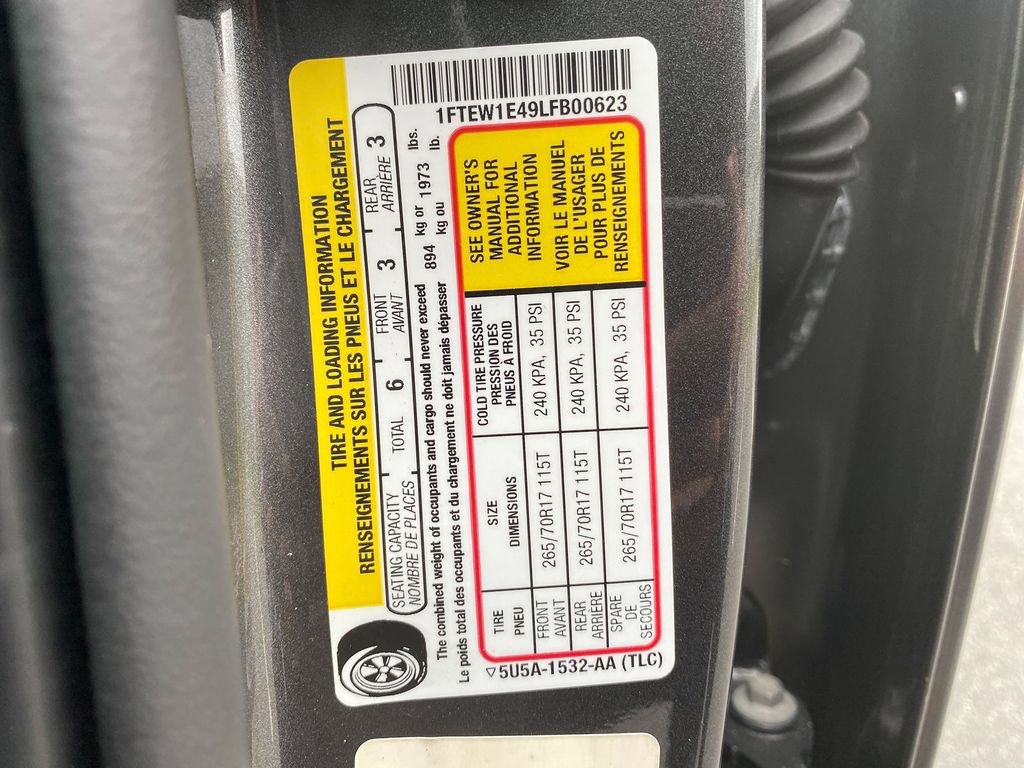 1FTEW1E49LFB00623
TIRE AND LOADING INFORMATION
RENSEIGNEMENTS SUR LES PNEUS ET LE CHARGEMENT
SEATING CAPACITY TOTAL 6 FRONT 3 REAR 3
NOMBRE DE PLACES AVANT ARRIÈRE
The combined weight of occupants and cargo should never exceed 894 kg or 1973 lbs.
Le poids total des occupants et du chargement ne doit jamais dépasser kg ou lb.
TIRE SIZE COLD TIRE PRESSURE
PNEU DIMENSIONS PRESSION DES
PNEUS À FROID
FRONT 265/70R17 115T 240 KPA, 35 PSI
AVANT
REAR 265/70R17 115T 240 KPA, 35 PSI
ARRIÈRE
SPARE 265/70R17 115T 240 KPA, 35 PSI
DE
SECOURS
SEE OWNER'S
MANUAL FOR
ADDITIONAL
INFORMATION
VOIR LE MANUEL
DE L'USAGER
POUR PLUS DE
RENSEIGNEMENTS
5U5A-1532-AA (TLC)